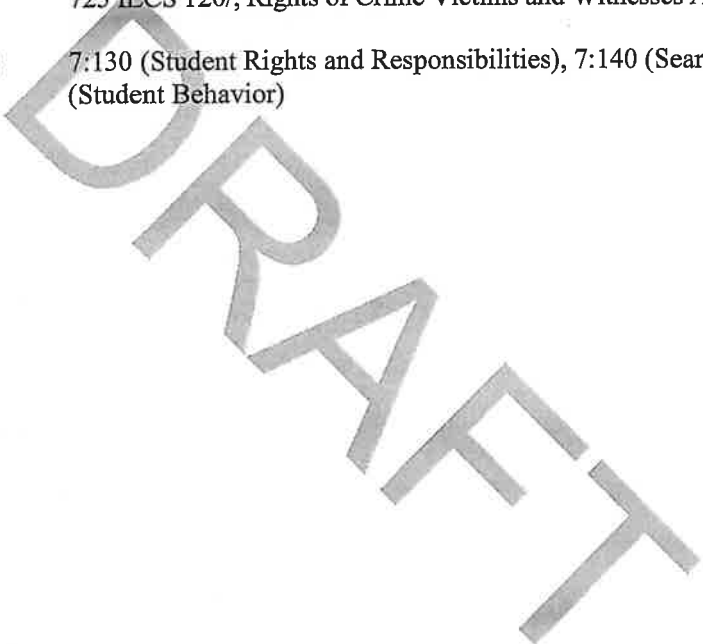 725 ILCS 120/, Rights of Crime Victims and Witnesses
7:130 (Student Rights and Responsibilities), 7:140 (Sear
(Student Behavior)
DRAFT